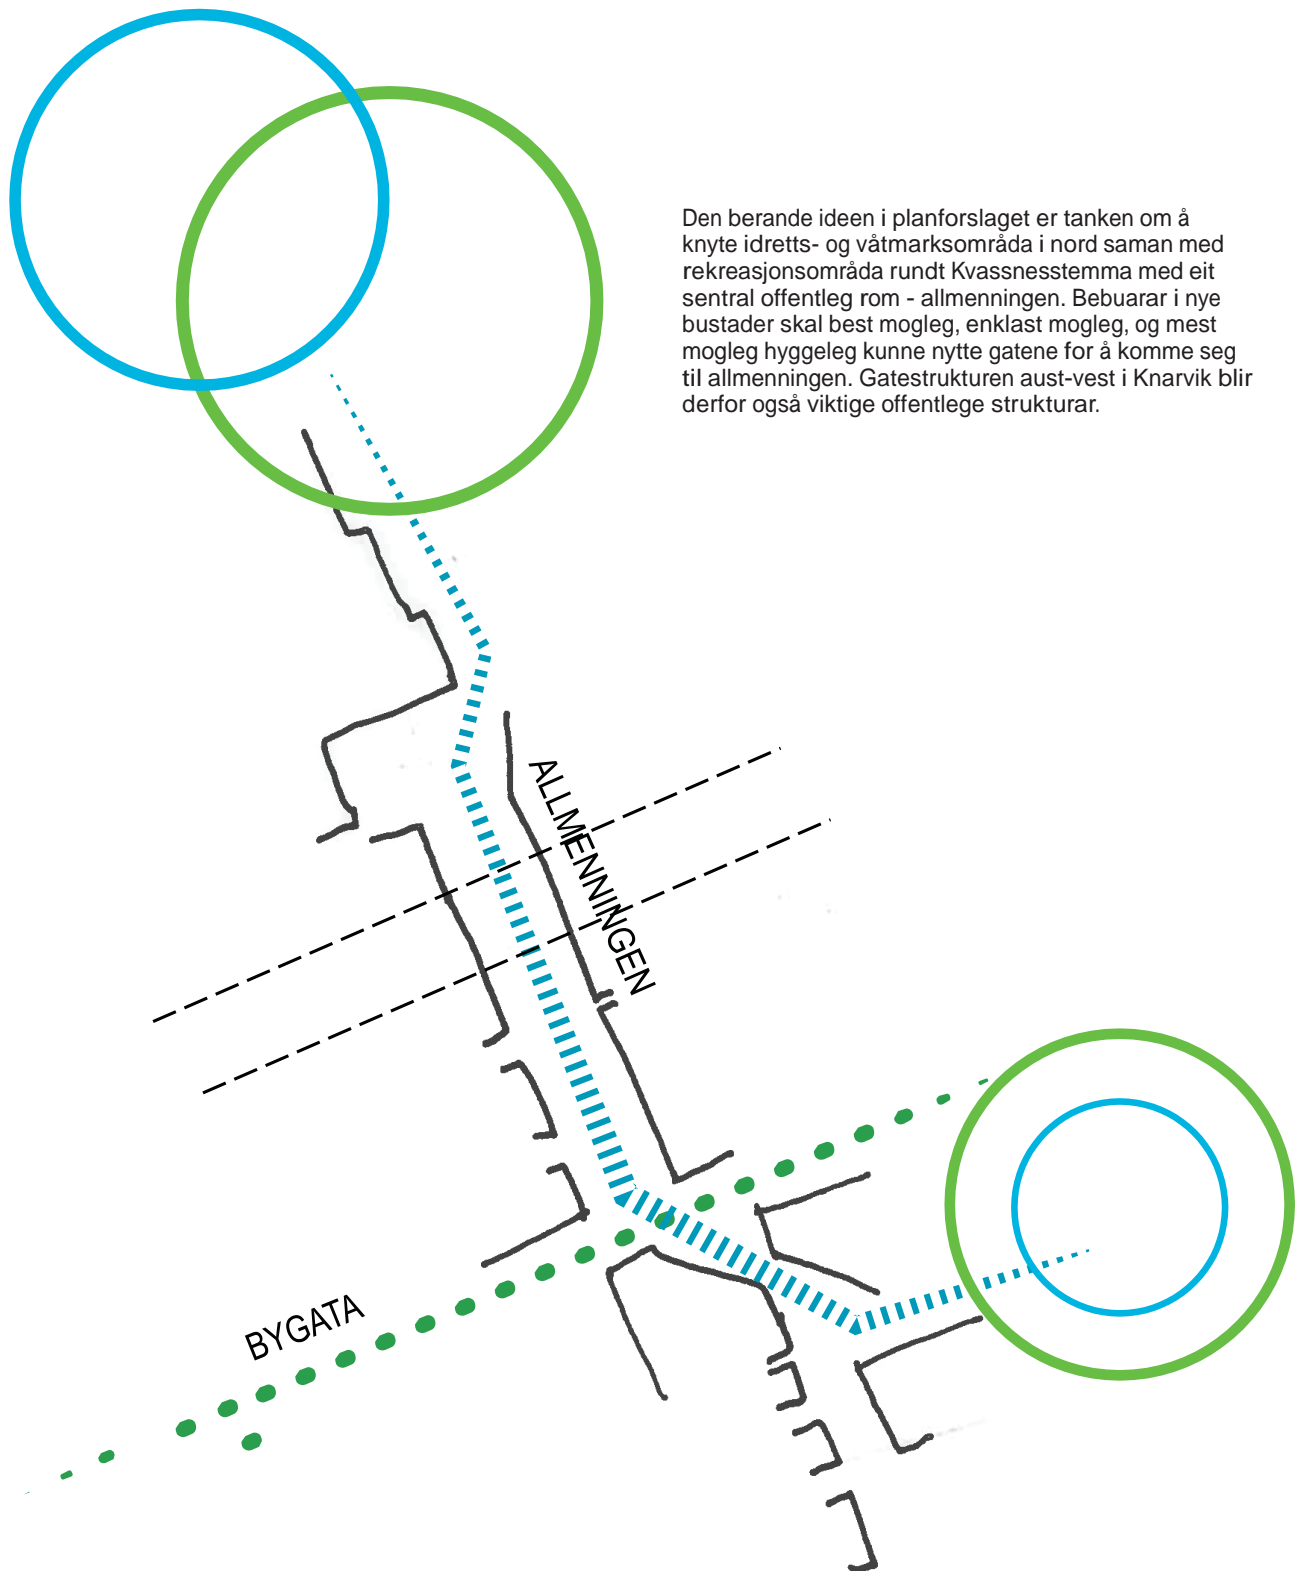 Den berande ideen i planforslaget er tanken om å
knyte idretts- og våtmarksområda i nord saman med
rekreasjonsområda rundt Kvassnesstemma med eit
sentral offentleg rom - allmenningen. Bebuarar i nye
bustader skal best mogleg, enklast mogleg, og mest
mogleg hyggeleg kunne nytte gatene for å komme seg
til allmenningen. Gatestrukturen aust-vest i Knarvik blir
derfor også viktige offentlege strukturar.
ALLMENNINGEN
BYGATA